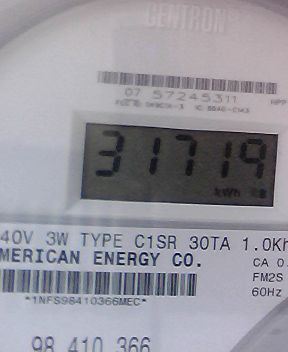 CENTRON®
07 57245311
31719
kWh
40V 3W TYPE C1SR 30TA 1.0Kh
MERICAN ENERGY CO.
CA 0.
FM2S
60Hz
*1NFS98410366MEC*
98 410 366